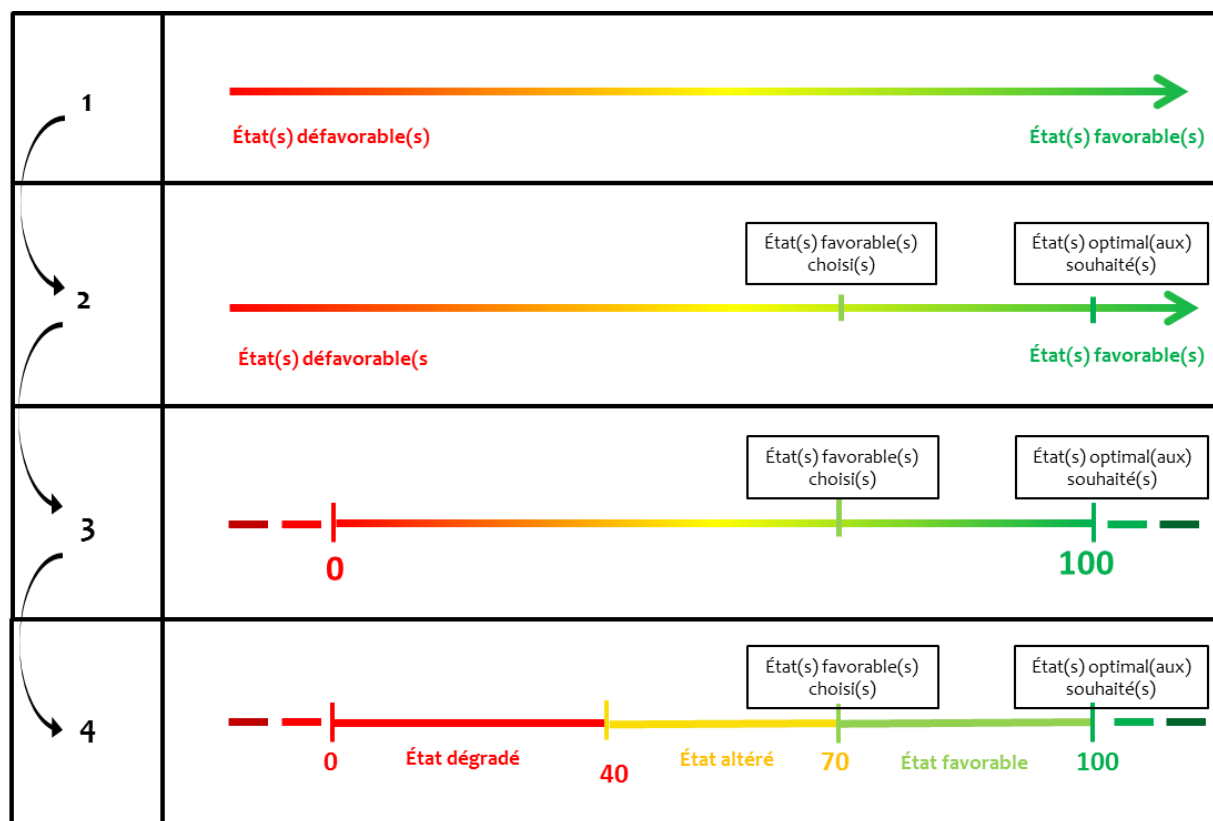 1
État(s) défavorable(s)
État(s) favorable(s)
2
État(s) favorable(s)
choisi(s)
État(s) optimal(aux)
souhaité(s)
État(s) défavorable(s
État(s) favorable(s)
3
État(s) favorable(s)
choisi(s)
État(s) optimal(aux)
souhaité(s)
0
100
4
État(s) favorable(s)
choisi(s)
État(s) optimal(aux)
souhaité(s)
0
État dégradé
40
État altéré
70
État favorable
100